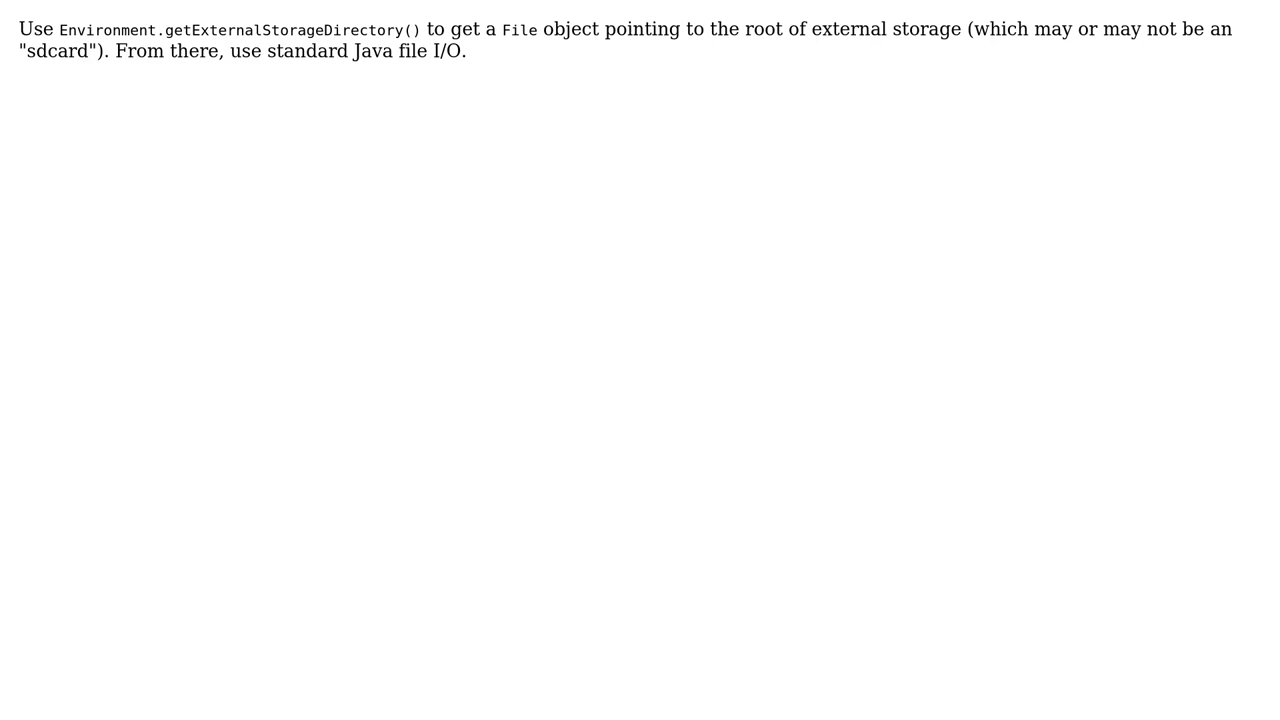 Use Environment.getExternalStorageDirectory() to get a File object pointing to the root of external storage (which may or may not be an
"sdcard"). From there, use standard Java file I/O.